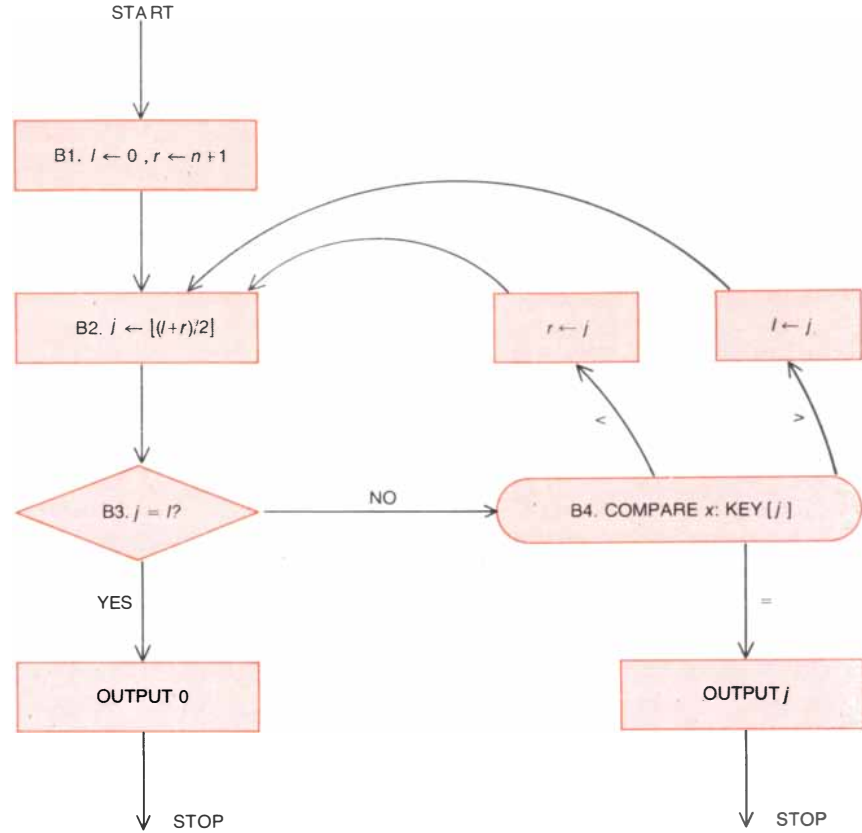 START
B1. l ← 0 , r ← n + 1
B2. j ← ⌊(l + r)/2⌋
r ← j
l ← j
<
>
B3. j = l?
NO
B4. COMPARE x: KEY [ j ]
YES
=
OUTPUT 0
OUTPUT j
STOP
STOP